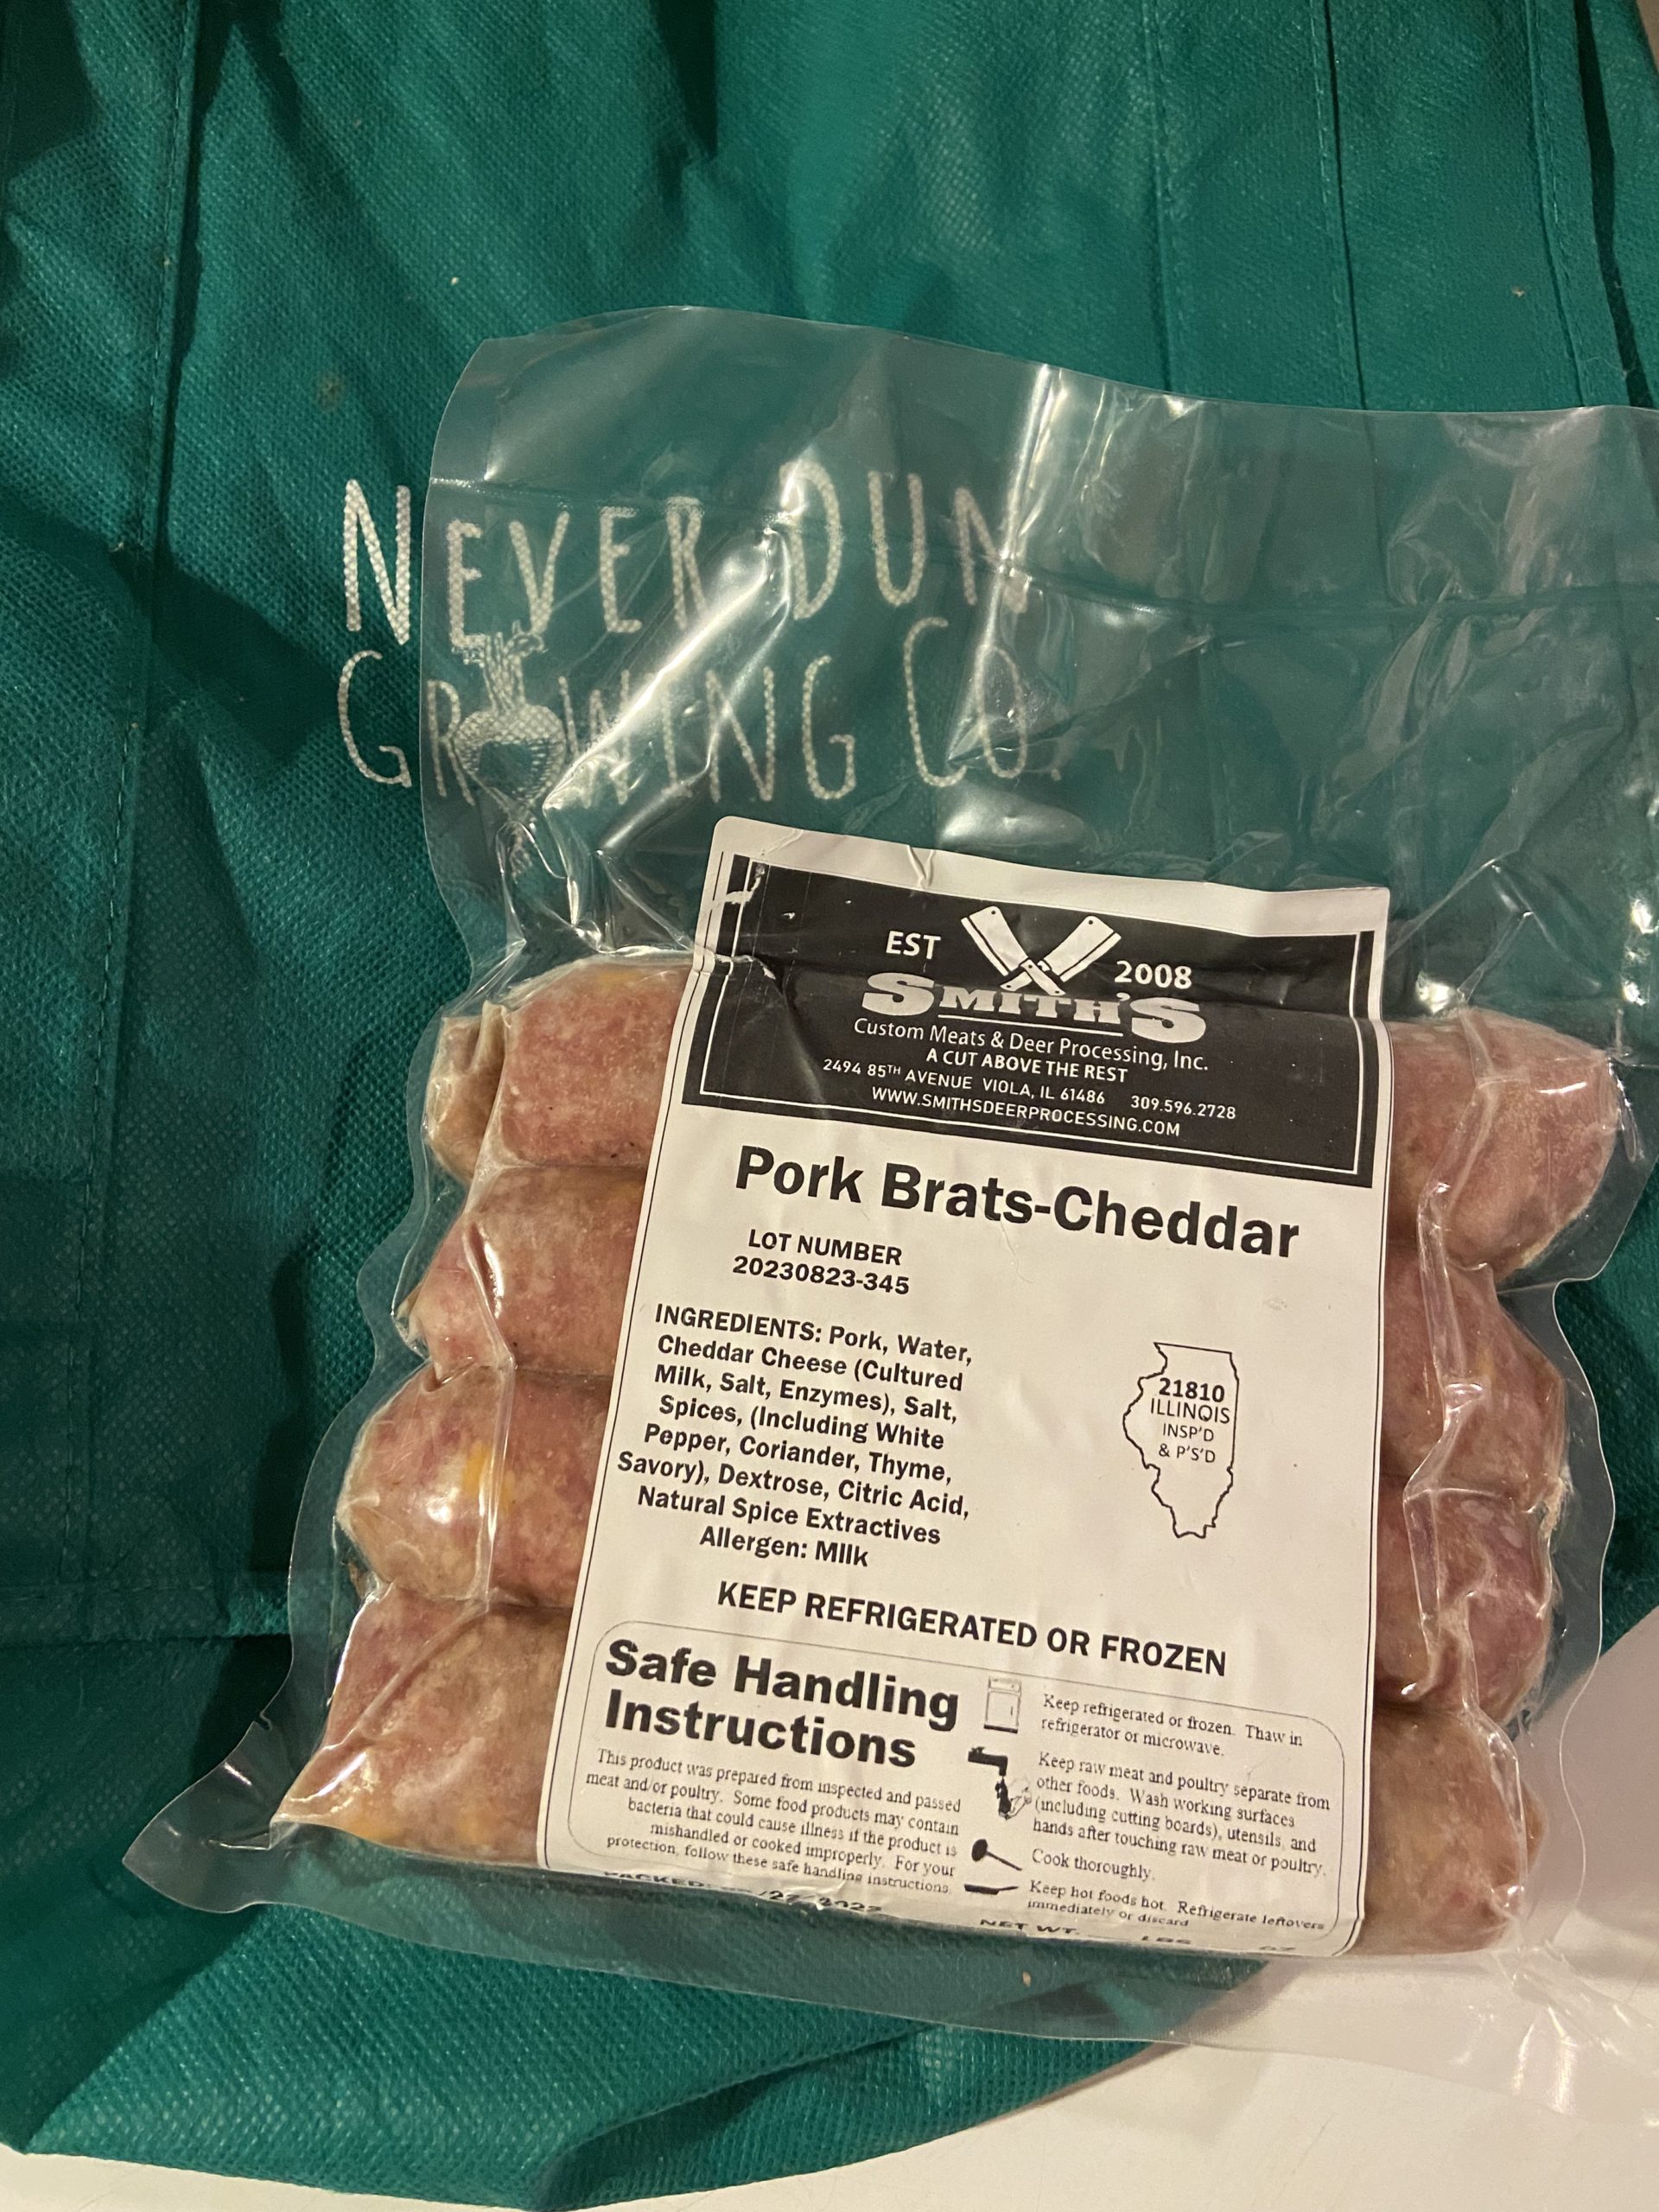 NEVER DUN
GROWING CO.
EST 2008
SMITH'S
Custom Meats & Deer Processing, Inc.
A CUT ABOVE THE REST
2494 85TH AVENUE VIOLA, IL 61486 309.596.2728
WWW.SMITHSDEERPROCESSING.COM
Pork Brats-Cheddar
LOT NUMBER
20230823-345
INGREDIENTS: Pork, Water,
Cheddar Cheese (Cultured
Milk, Salt, Enzymes), Salt,
Spices, (Including White
Pepper, Coriander, Thyme,
Savory), Dextrose, Citric Acid,
Natural Spice Extractives
Allergen: MIlk
21810
ILLINOIS
INSP'D
& P'S'D
KEEP REFRIGERATED OR FROZEN
Safe Handling
Instructions
This product was prepared from inspected and passed
meat and/or poultry. Some food products may contain
bacteria that could cause illness if the product is
mishandled or cooked improperly. For your
protection, follow these safe handling instructions.
Keep refrigerated or frozen. Thaw in
refrigerator or microwave.
Keep raw meat and poultry separate from
other foods. Wash working surfaces
(including cutting boards), utensils, and
hands after touching raw meat or poultry.
Cook thoroughly.
Keep hot foods hot. Refrigerate leftovers
immediately or discard
PACKED:
NET WT. LBS OZ